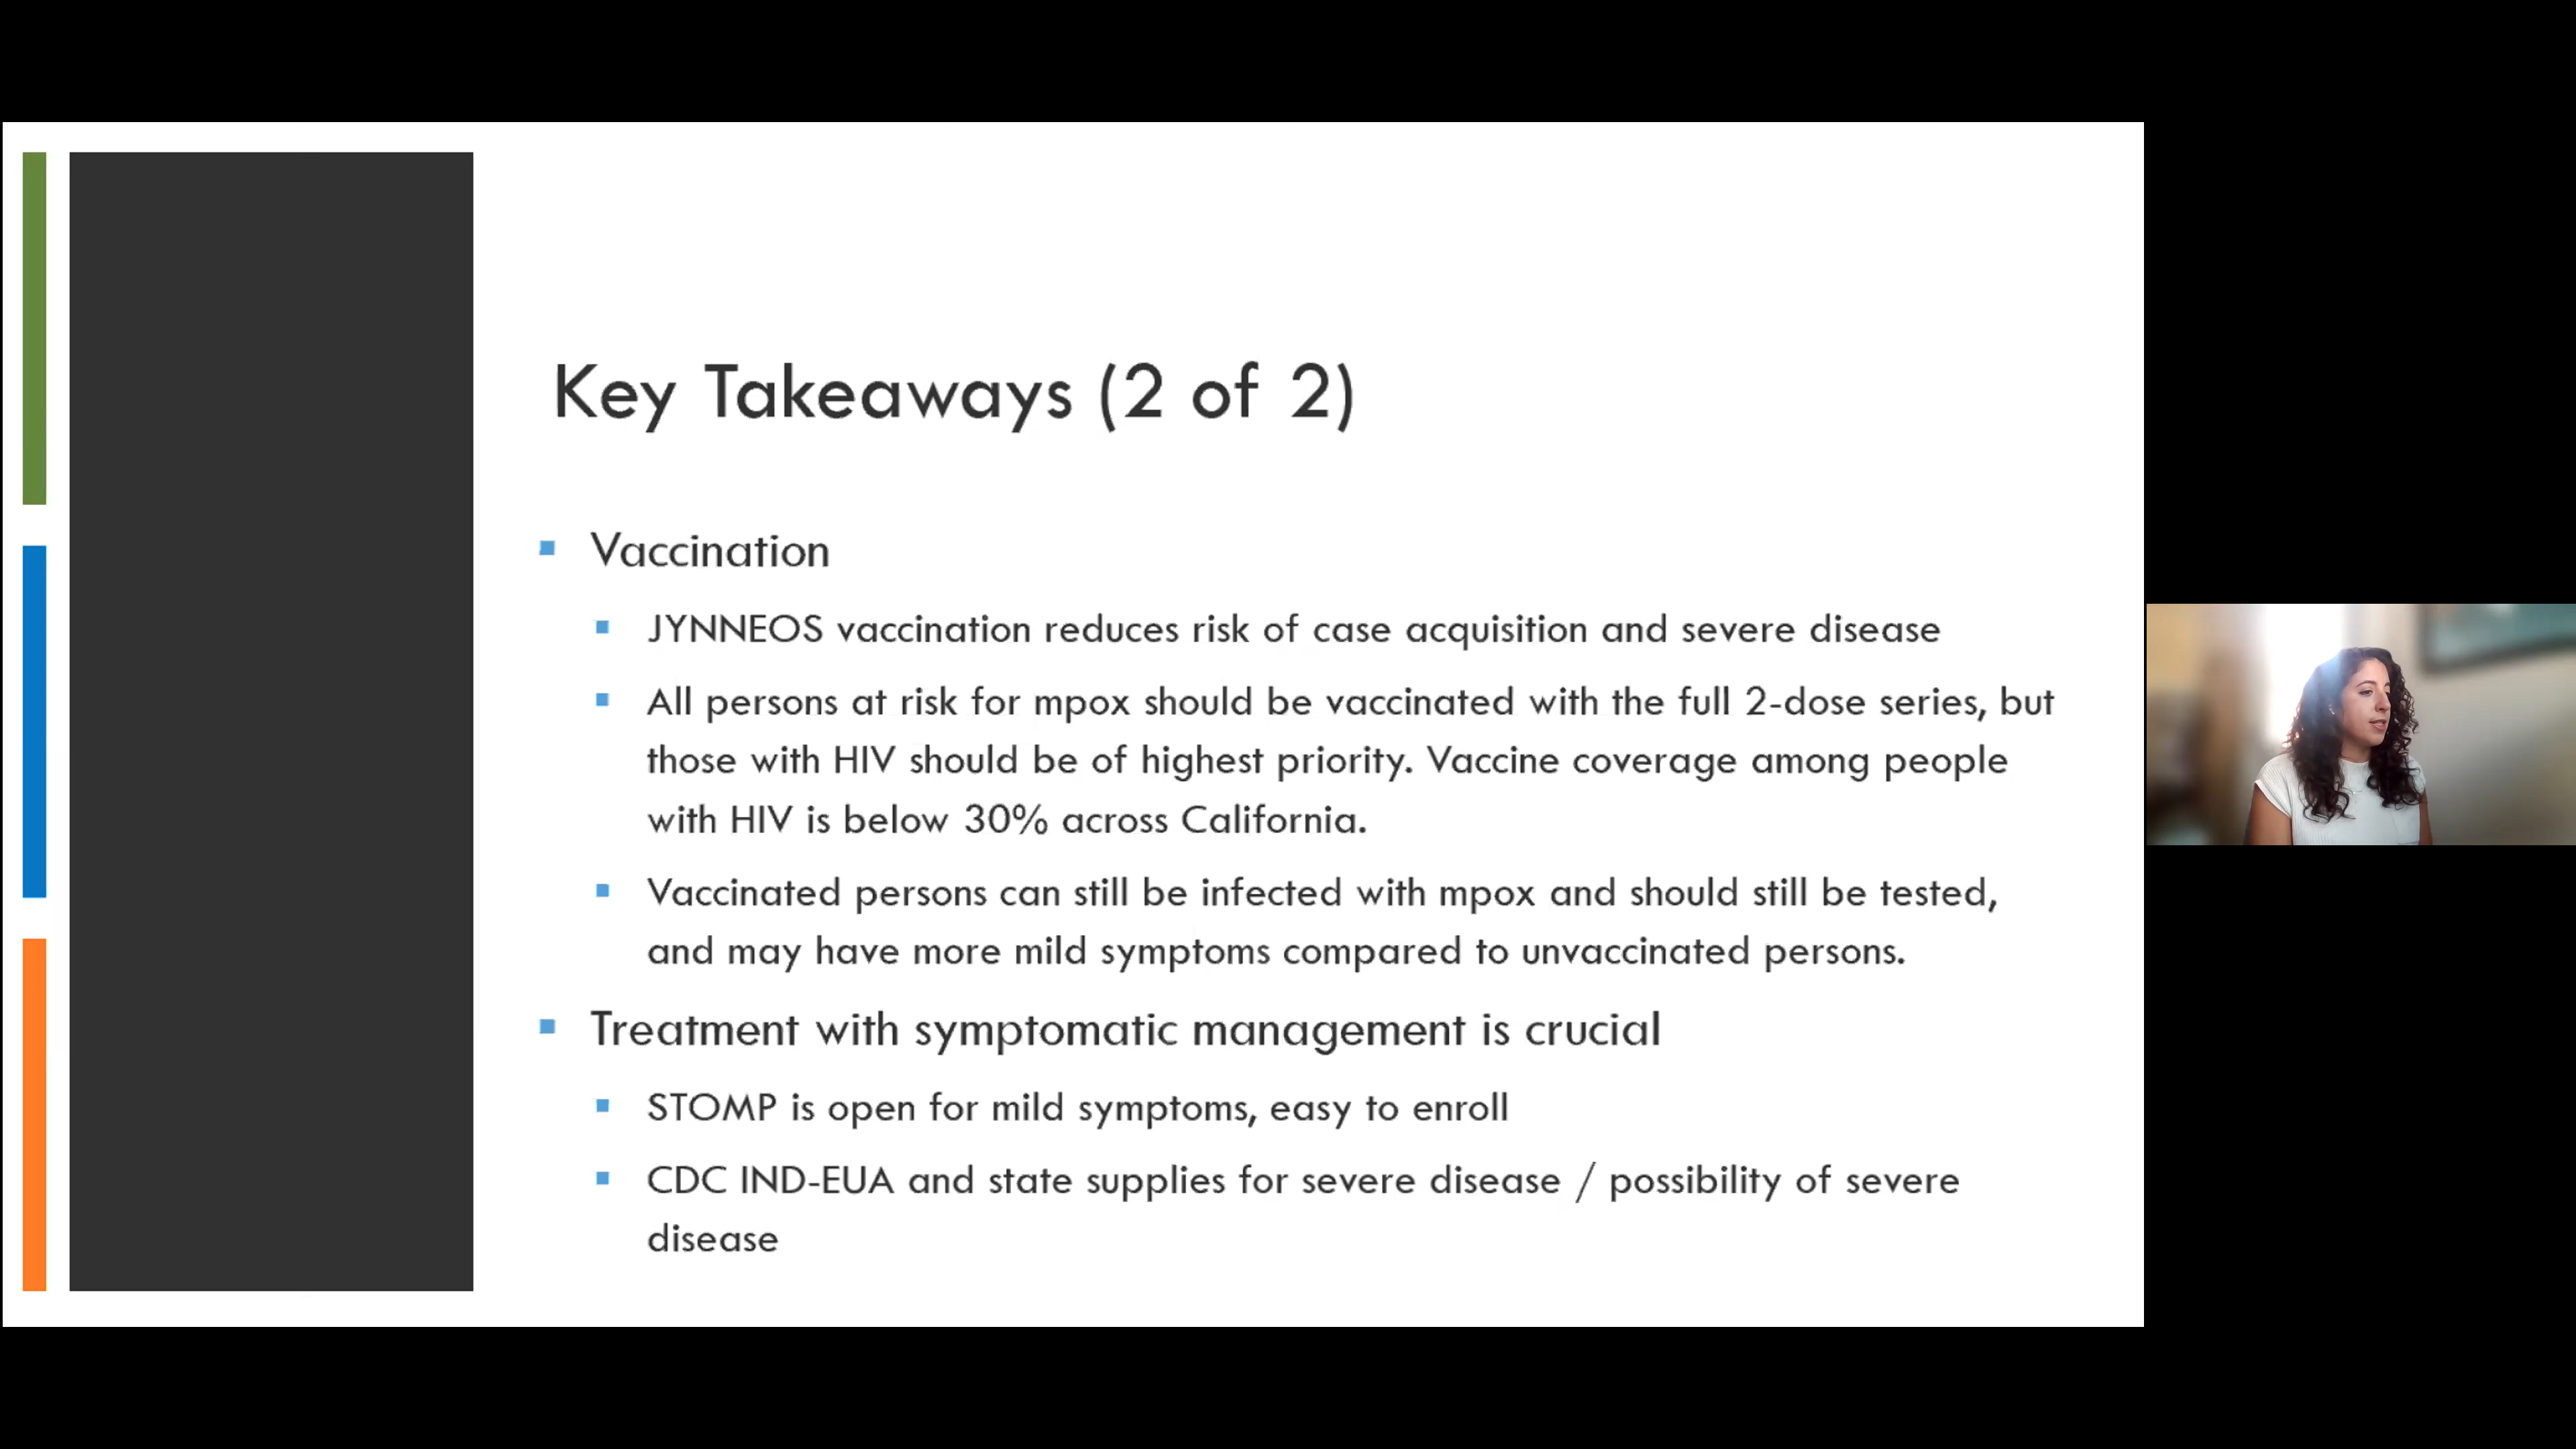 Key Takeaways (2 of 2)
Vaccination
JYNNEOS vaccination reduces risk of case acquisition and severe disease
All persons at risk for mpox should be vaccinated with the full 2-dose series, but
those with HIV should be of highest priority. Vaccine coverage among people
with HIV is below 30% across California.
Vaccinated persons can still be infected with mpox and should still be tested,
and may have more mild symptoms compared to unvaccinated persons.
Treatment with symptomatic management is crucial
STOMP is open for mild symptoms, easy to enroll
CDC IND-EUA and state supplies for severe disease / possibility of severe
disease